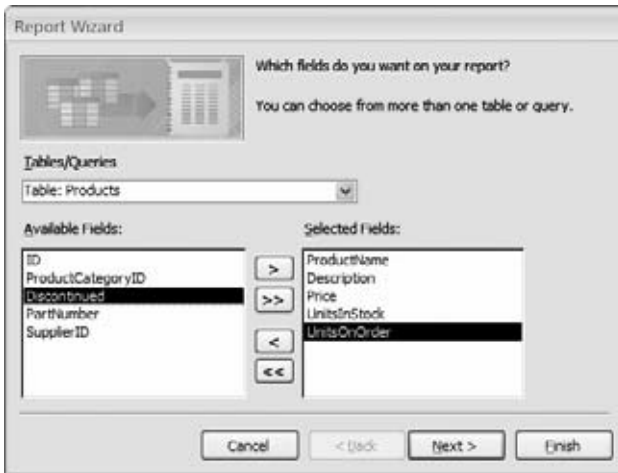 Report Wizard
Which fields do you want on your report?
You can choose from more than one table or query.
Tables/Queries
Table: Products
Available Fields:
Selected Fields:
ID
ProductCategoryID
Discontinued
PartNumber
SupplierID
>
>>
<
<<
ProductName
Description
Price
UnitsInStock
UnitsOnOrder
Cancel
< Back
Next >
Finish